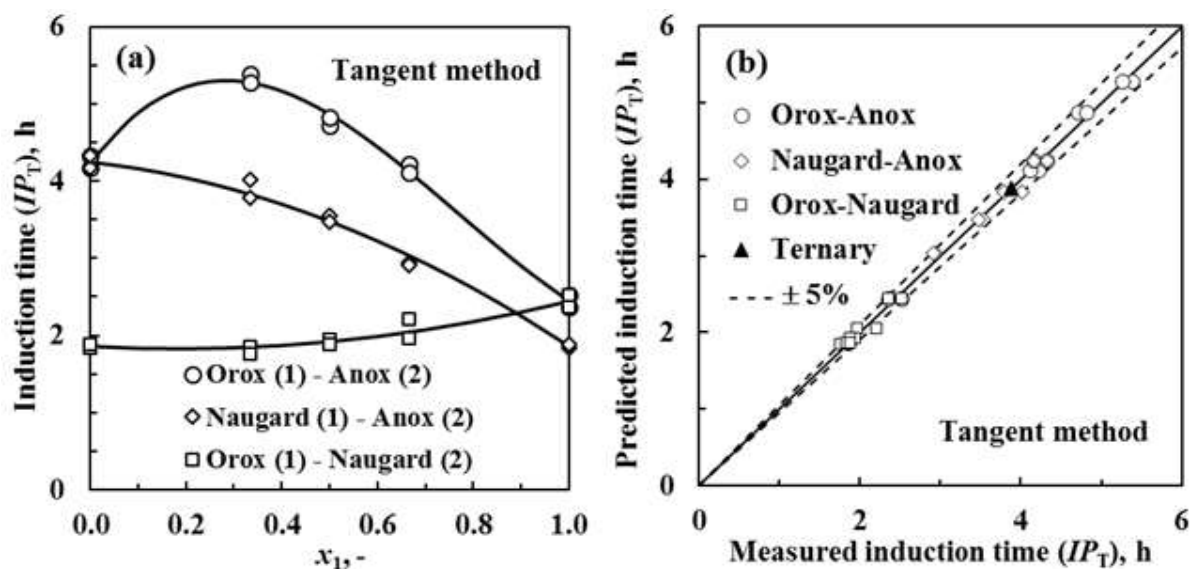 (a)
Tangent method
Induction time (IP_T), h
6
4
2
0
Orox (1) - Anox (2)
Naugard (1) - Anox (2)
Orox (1) - Naugard (2)
0.0 0.2 0.4 0.6 0.8 1.0
x₁, -
(b)
Predicted induction time (IP_T), h
6
4
2
0
Orox-Anox
Naugard-Anox
Orox-Naugard
Ternary
± 5%
Tangent method
0 2 4 6
Measured induction time (IP_T), h